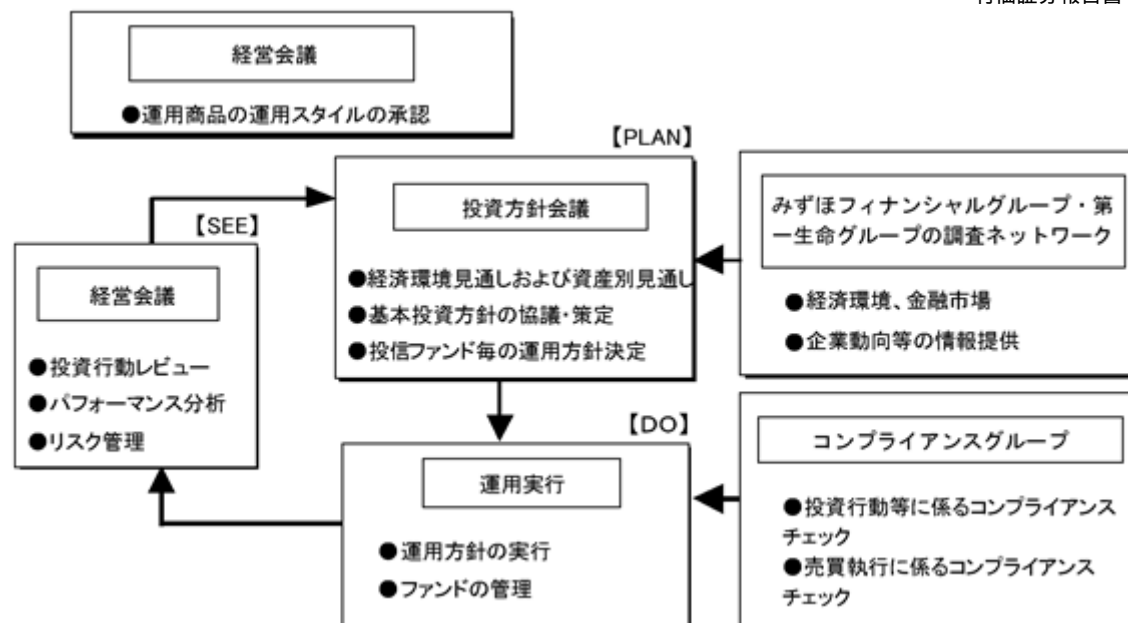 有価証券報告書
経営会議
●運用商品の運用スタイルの承認
【PLAN】
投資方針会議
●経済環境見通しおよび資産別見通し
●基本投資方針の協議・策定
●投信ファンド毎の運用方針決定
みずほフィナンシャルグループ・第
一生命グループの調査ネットワーク
●経済環境、金融市場
●企業動向等の情報提供
【SEE】
経営会議
●投資行動レビュー
●パフォーマンス分析
●リスク管理
【DO】
運用実行
●運用方針の実行
●ファンドの管理
コンプライアンスグループ
●投資行動等に係るコンプライアンス
チェック
●売買執行に係るコンプライアンス
チェック